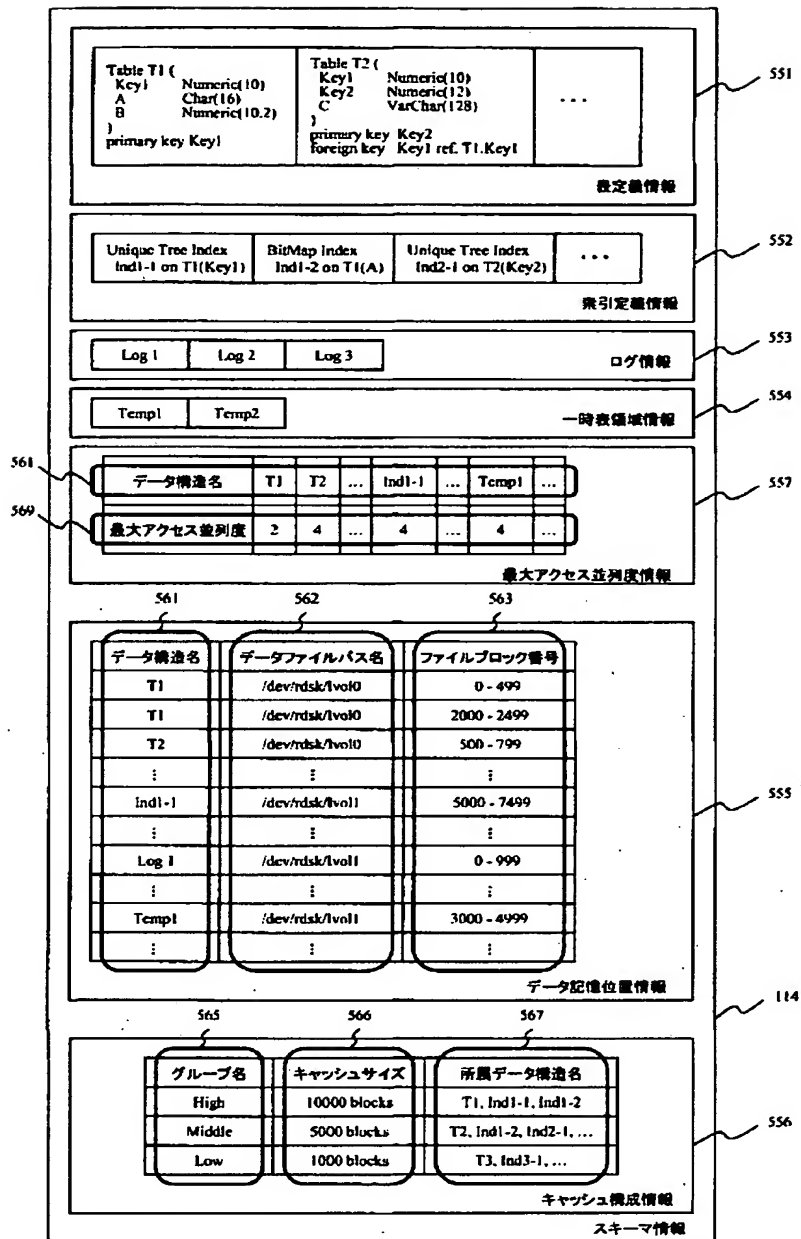 Table T1 (
Key1 Numeric(10)
A Char(16)
B Numeric(10.2)
)
primary key Key1
Table T2 (
Key1 Numeric(10)
Key2 Numeric(12)
C VarChar(128)
)
primary key Key2
foreign key Key1 ref. T1.Key1
...
表定義情報
551
Unique Tree Index
Ind1-1 on T1(Key1)
BitMap Index
Ind1-2 on T1(A)
Unique Tree Index
Ind2-1 on T2(Key2)
...
索引定義情報
552
Log 1 Log 2 Log 3
ログ情報
553
Temp1 Temp2
一時表領域情報
554
561
データ構造名 T1 T2 ... Ind1-1 ... Temp1 ...
569
最大アクセス並列度 2 4 ... 4 ... 4 ...
最大アクセス並列度情報
557
561 562 563
データ構造名 データファイルパス名 ファイルブロック番号
T1 /dev/rdsk/lvol0 0 - 499
T1 /dev/rdsk/lvol0 2000 - 2499
T2 /dev/rdsk/lvol0 500 - 799
⋮ ⋮ ⋮
Ind1-1 /dev/rdsk/lvol1 5000 - 7499
⋮ ⋮ ⋮
Log 1 /dev/rdsk/lvol1 0 - 999
⋮ ⋮ ⋮
Temp1 /dev/rdsk/lvol1 3000 - 4999
⋮ ⋮ ⋮
データ記憶位置情報
555
114
565 566 567
グループ名 キャッシュサイズ 所属データ構造名
High 10000 blocks T1, Ind1-1, Ind1-2
Middle 5000 blocks T2, Ind1-2, Ind2-1, ...
Low 1000 blocks T3, Ind3-1, ...
キャッシュ構成情報
556
スキーマ情報